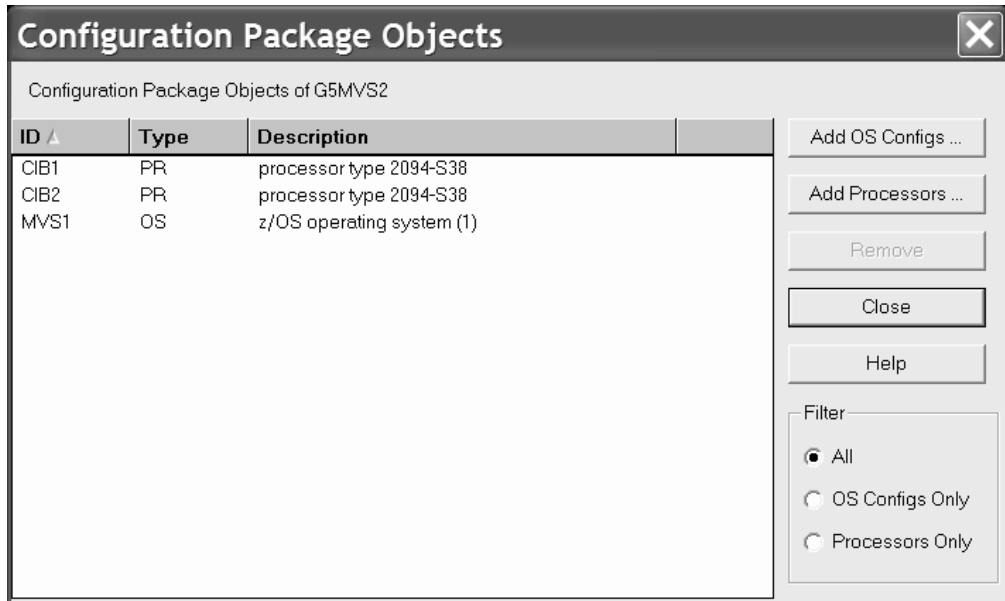 Configuration Package Objects
Configuration Package Objects of G5MVS2
ID Type Description
CIB1 PR processor type 2094-S38
CIB2 PR processor type 2094-S38
MVS1 OS z/OS operating system (1)
Add OS Configs ...
Add Processors ...
Remove
Close
Help
Filter
All
OS Configs Only
Processors Only